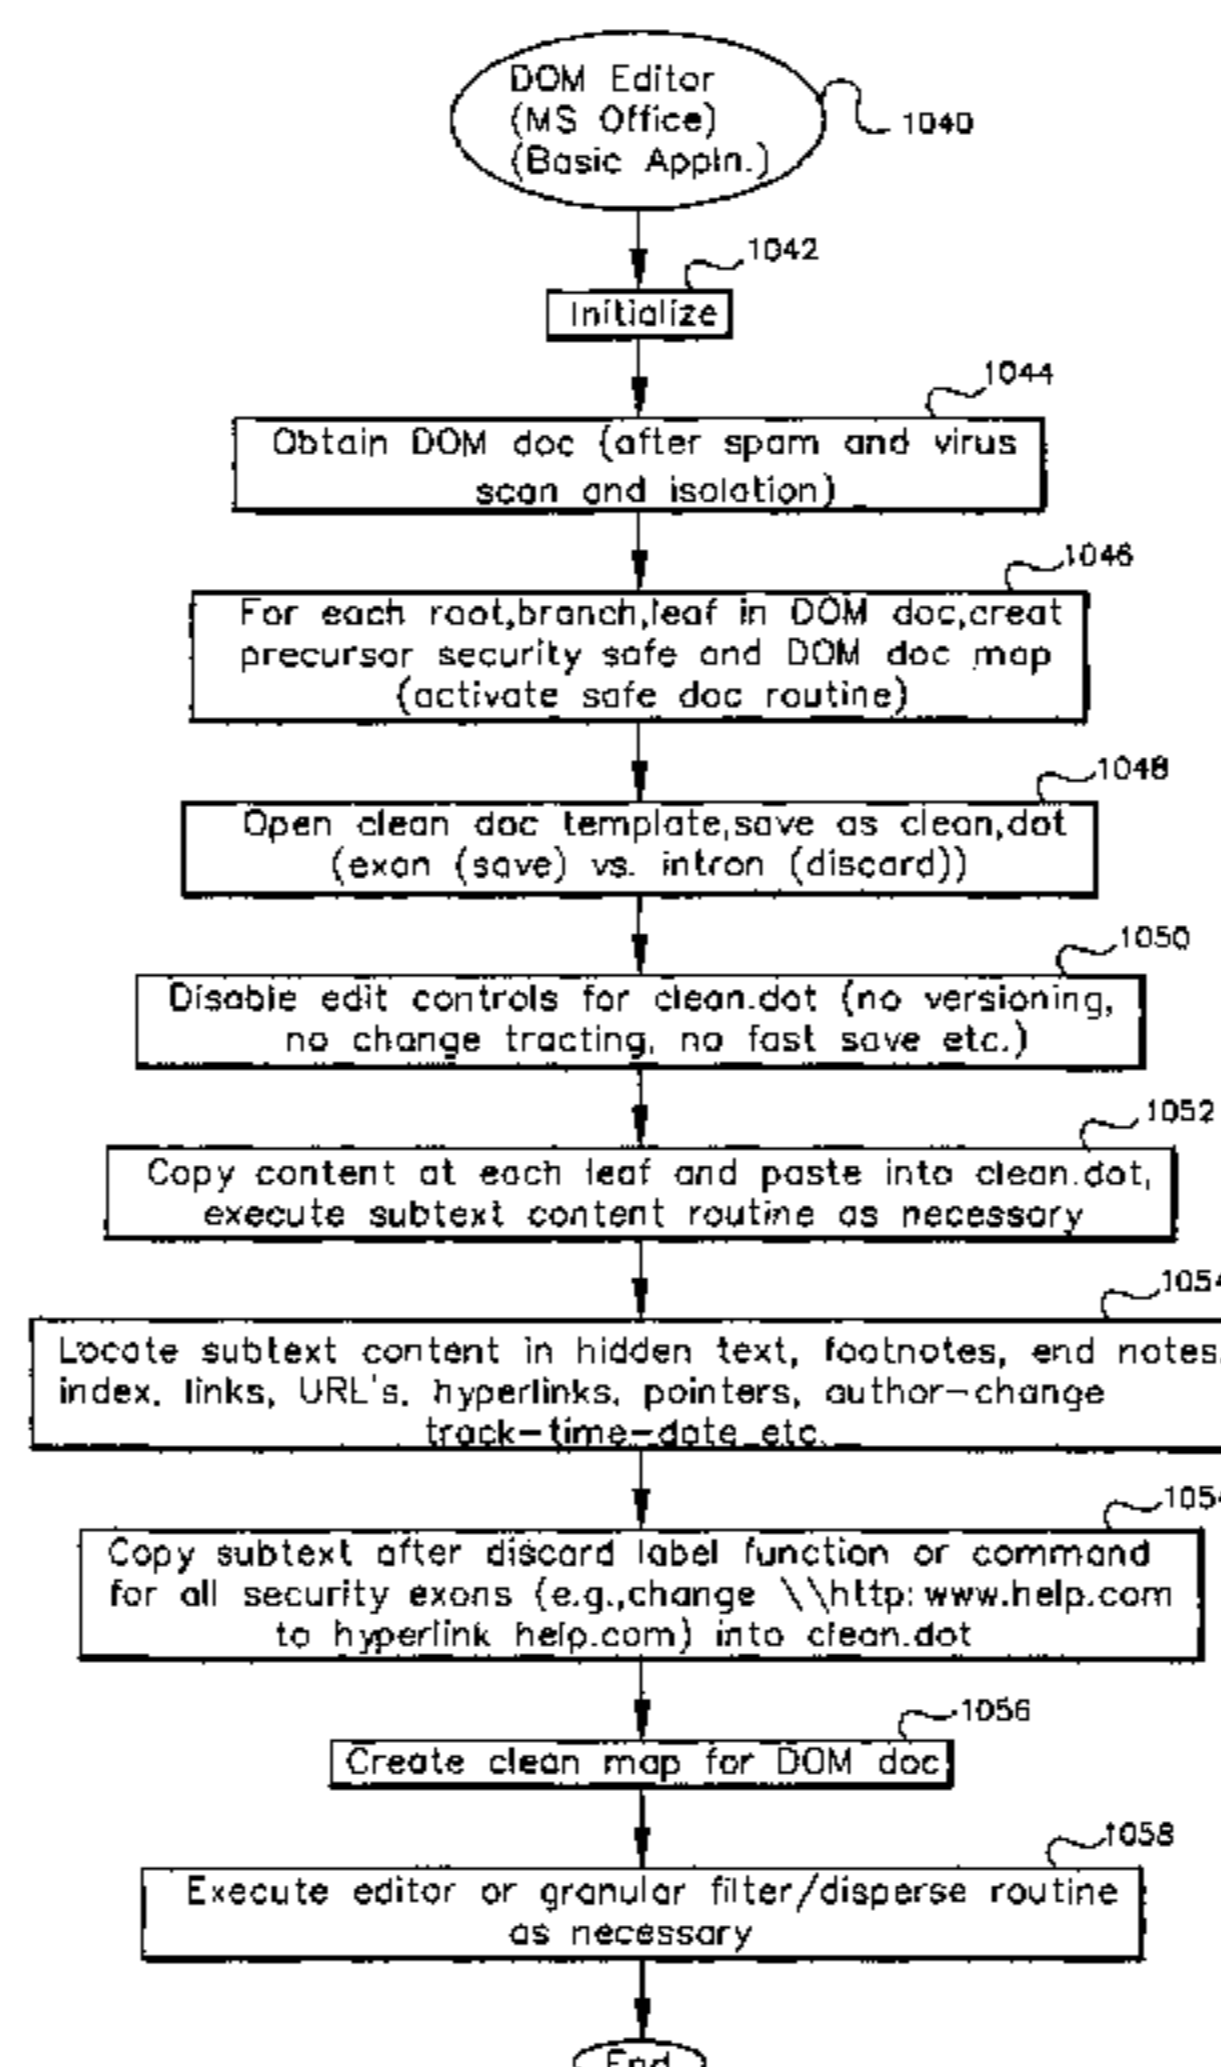 DOM Editor
(MS Office)
(Basic Appln.)
1040
1042
Initialize
1044
Obtain DOM doc (after spam and virus
scan and isolation)
1046
For each root,branch,leaf in DOM doc,creat
precursor security safe and DOM doc map
(activate safe doc routine)
1048
Open clean doc template,save as clean,dot
(exon (save) vs. intron (discard))
1050
Disable edit controls for clean.dot (no versioning,
no change tracting, no fast save etc.)
1052
Copy content at each leaf and paste into clean.dot,
execute subtext content routine as necessary
1054
Locate subtext content in hidden text, footnotes, end notes,
index, links, URL's, hyperlinks, pointers, author-change
track-time-date etc.
1054
Copy subtext after discard label function or command
for all security exons (e.g.,change \\http: www.help.com
to hyperlink help.com) into clean.dot
1056
Create clean map for DOM doc
1058
Execute editor or granular filter/disperse routine
as necessary
End